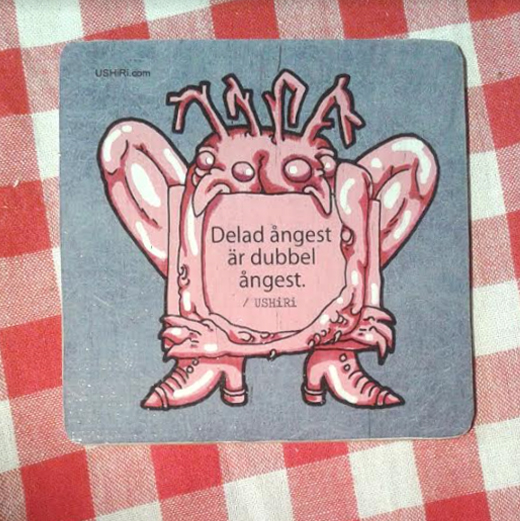 USHiRi.com
Delad ångest
är dubbel
ångest.
/ USHiRi